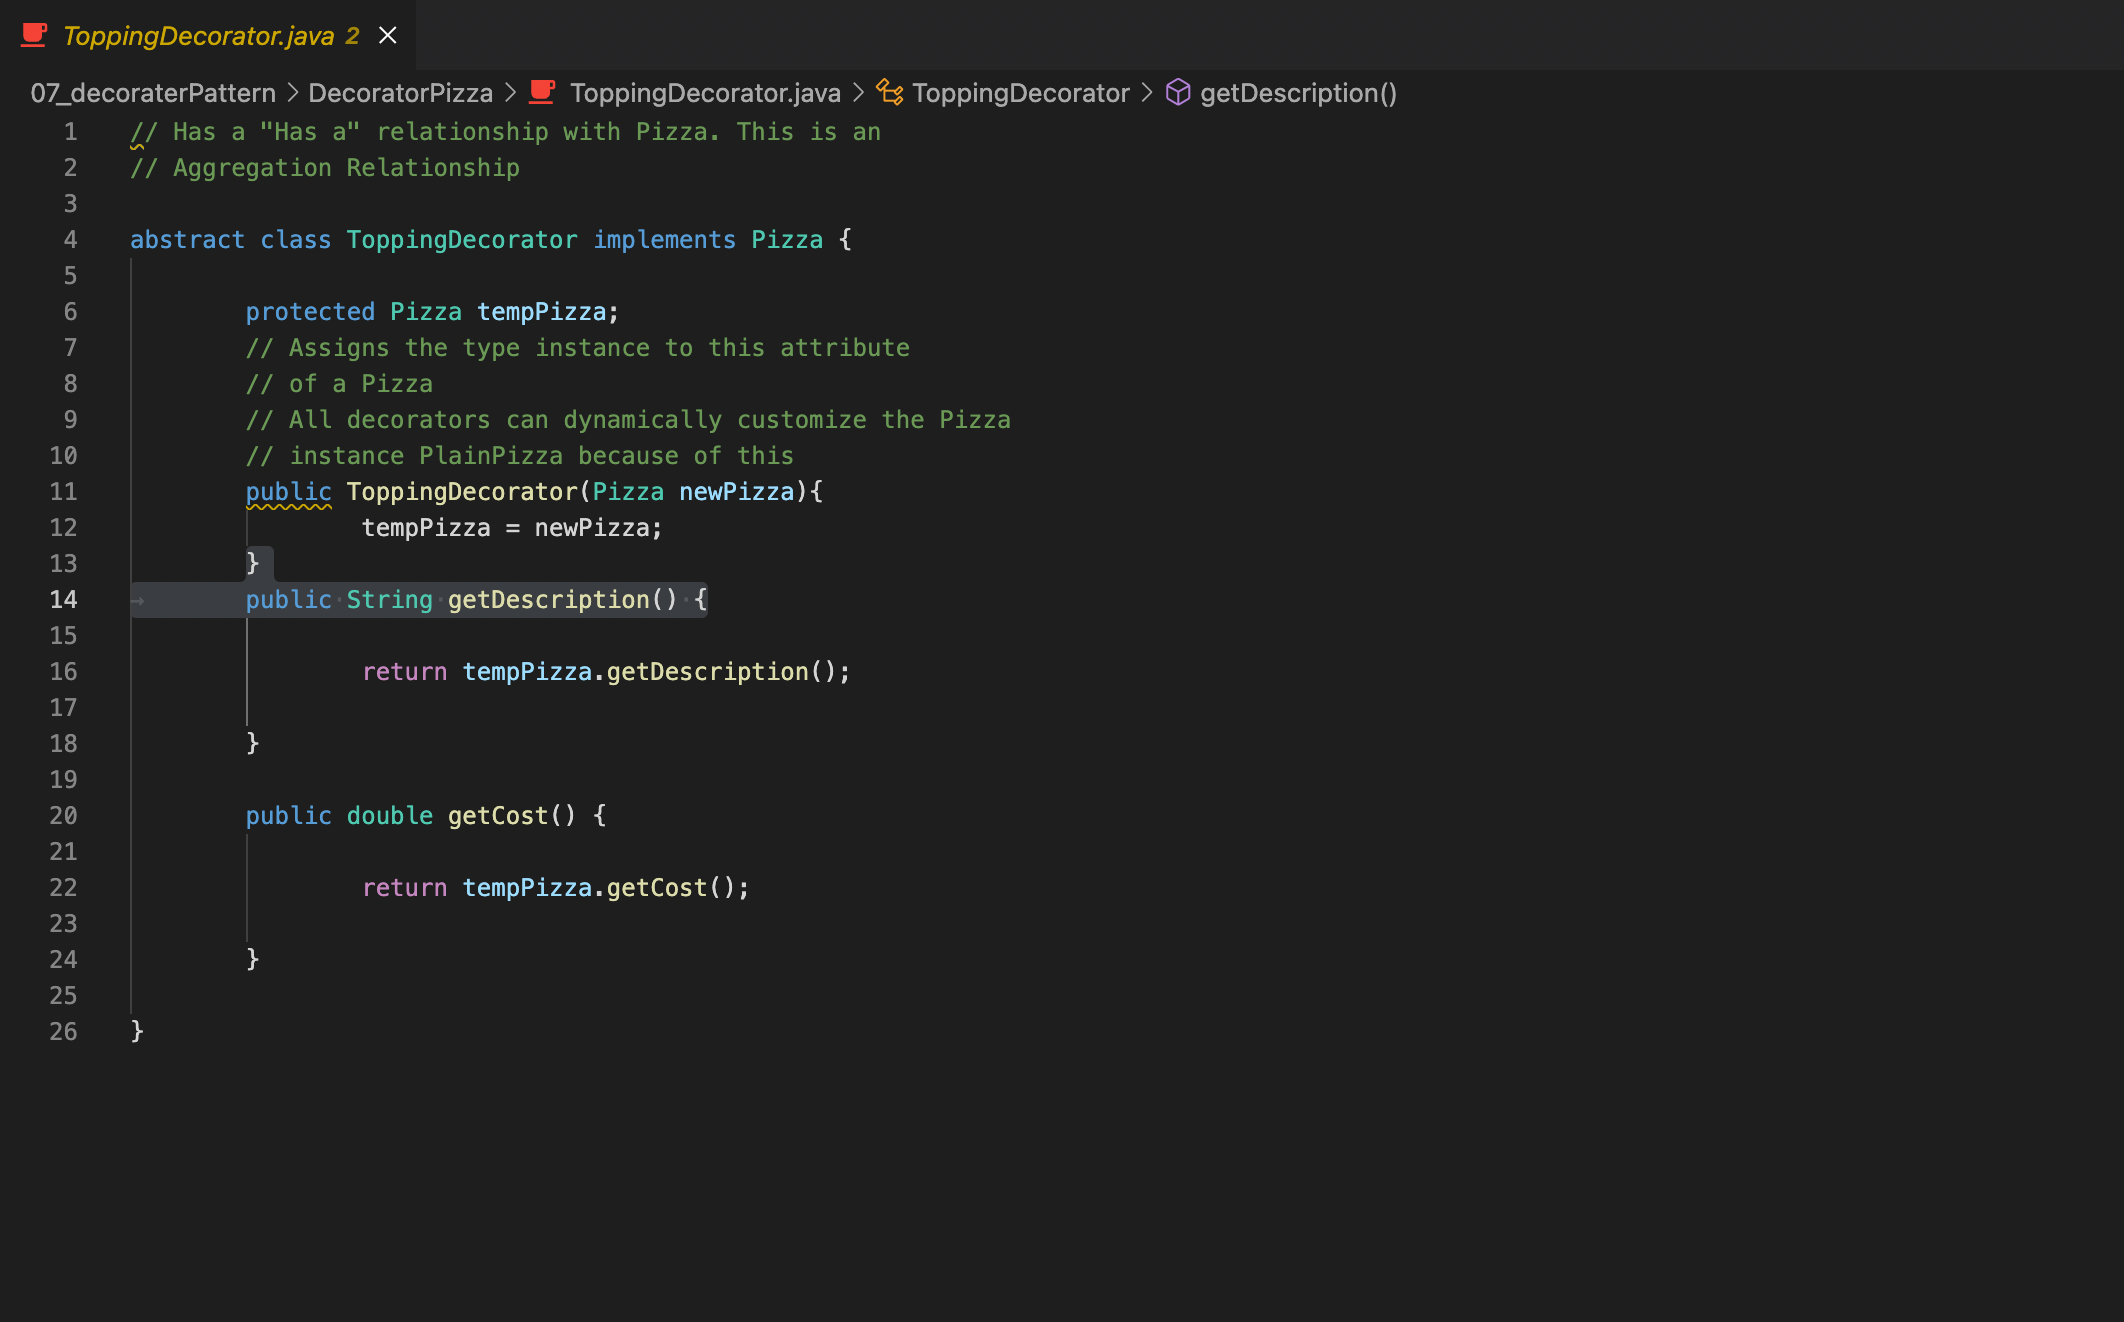 ToppingDecorator.java 2
07_decoraterPattern > DecoratorPizza > ToppingDecorator.java > ToppingDecorator > getDescription()
1 // Has a "Has a" relationship with Pizza. This is an
2 // Aggregation Relationship
3
4 abstract class ToppingDecorator implements Pizza {
5
6 protected Pizza tempPizza;
7 // Assigns the type instance to this attribute
8 // of a Pizza
9 // All decorators can dynamically customize the Pizza
10 // instance PlainPizza because of this
11 public ToppingDecorator(Pizza newPizza){
12 tempPizza = newPizza;
13 }
14 public String getDescription() {
15
16 return tempPizza.getDescription();
17
18 }
19
20 public double getCost() {
21
22 return tempPizza.getCost();
23
24 }
25
26 }